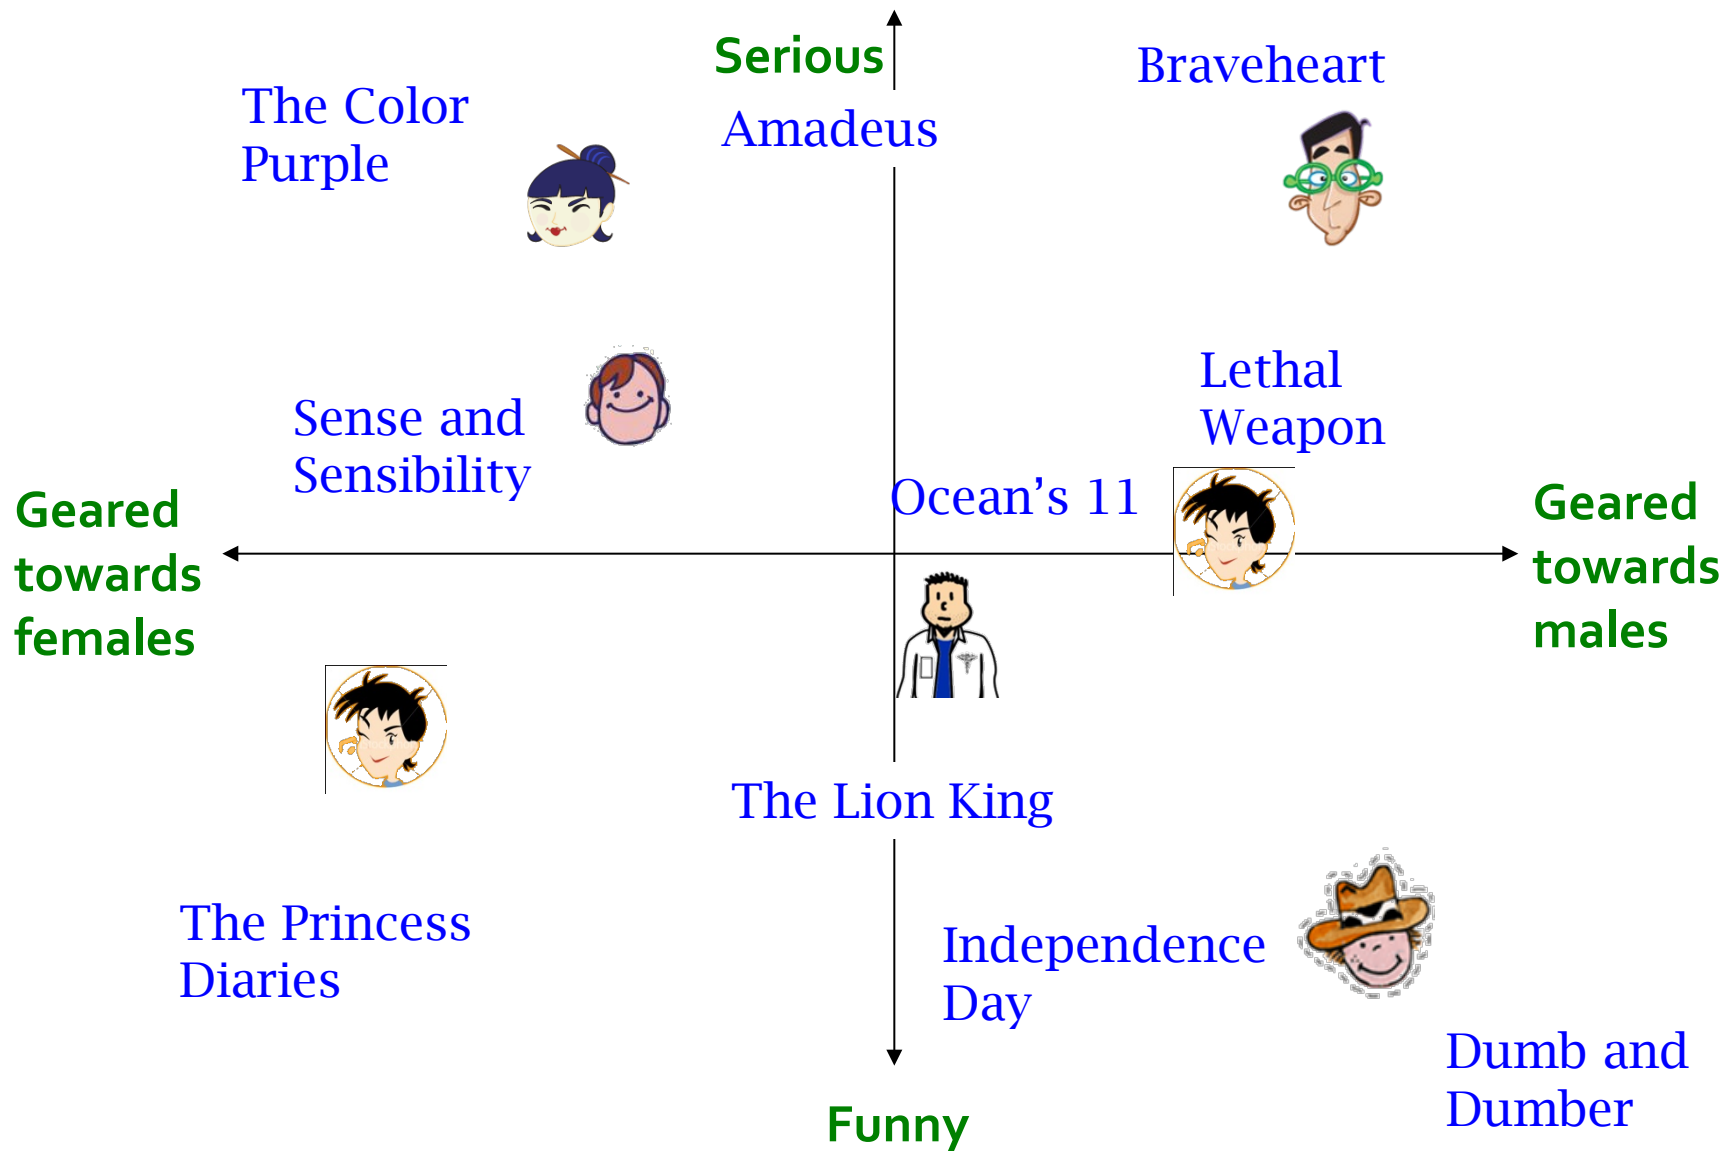 Serious
Braveheart
The Color
Purple
Amadeus
Lethal
Weapon
Sense and
Sensibility
Ocean’s 11
Geared
towards
females
Geared
towards
males
The Lion King
The Princess
Diaries
Independence
Day
Dumb and
Dumber
Funny